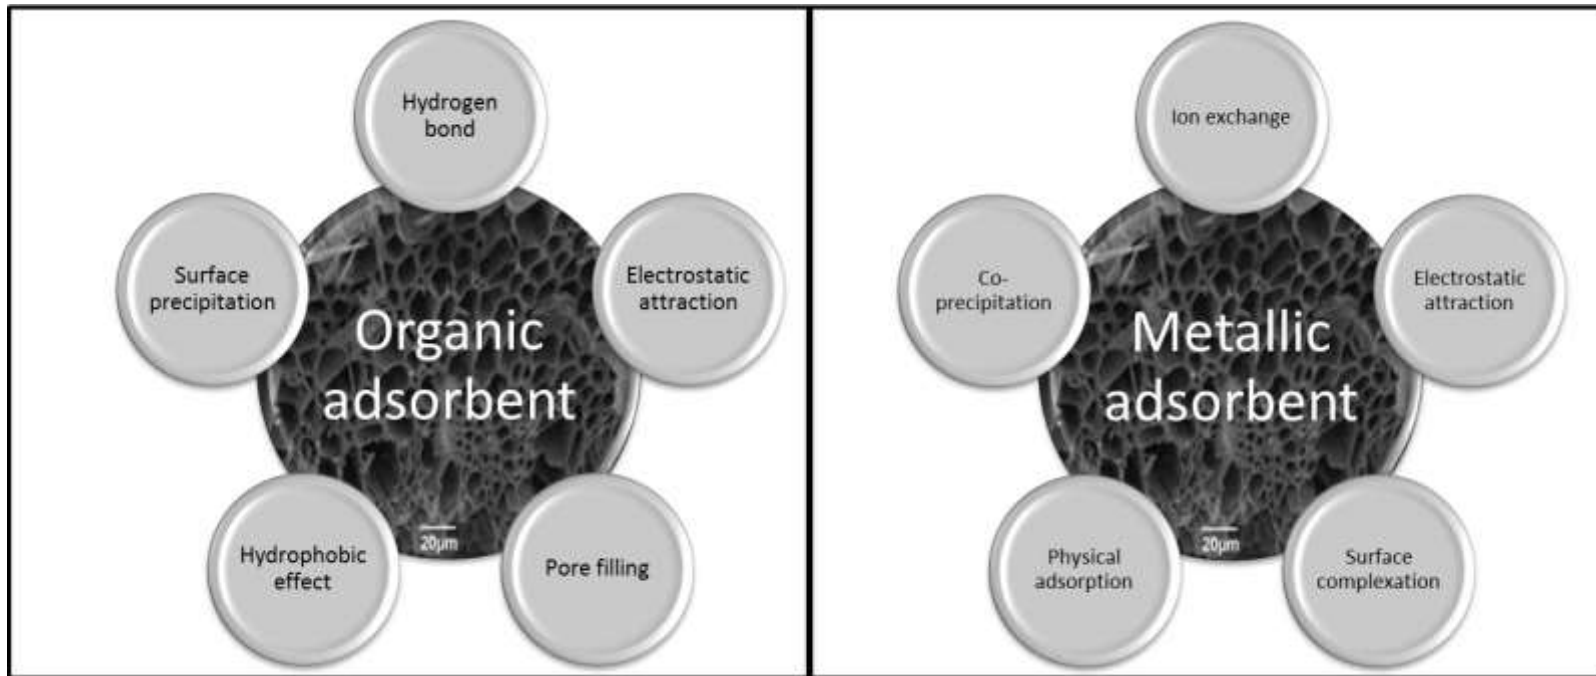 Hydrogen
bond
Surface
precipitation
Electrostatic
attraction
Organic
adsorbent
20µm
Hydrophobic
effect
Pore filling
Ion exchange
Co-
precipitation
Electrostatic
attraction
Metallic
adsorbent
20µm
Physical
adsorption
Surface
complexation